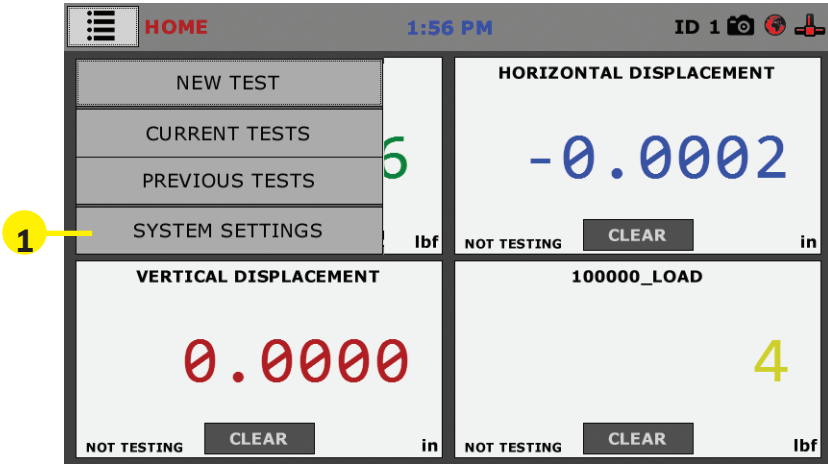 HOME 1:56 PM ID 1
NEW TEST
CURRENT TESTS
PREVIOUS TESTS
SYSTEM SETTINGS
1
6
lbf
HORIZONTAL DISPLACEMENT
-0.0002
NOT TESTING CLEAR in
VERTICAL DISPLACEMENT
0.0000
NOT TESTING CLEAR in
100000_LOAD
4
NOT TESTING CLEAR lbf